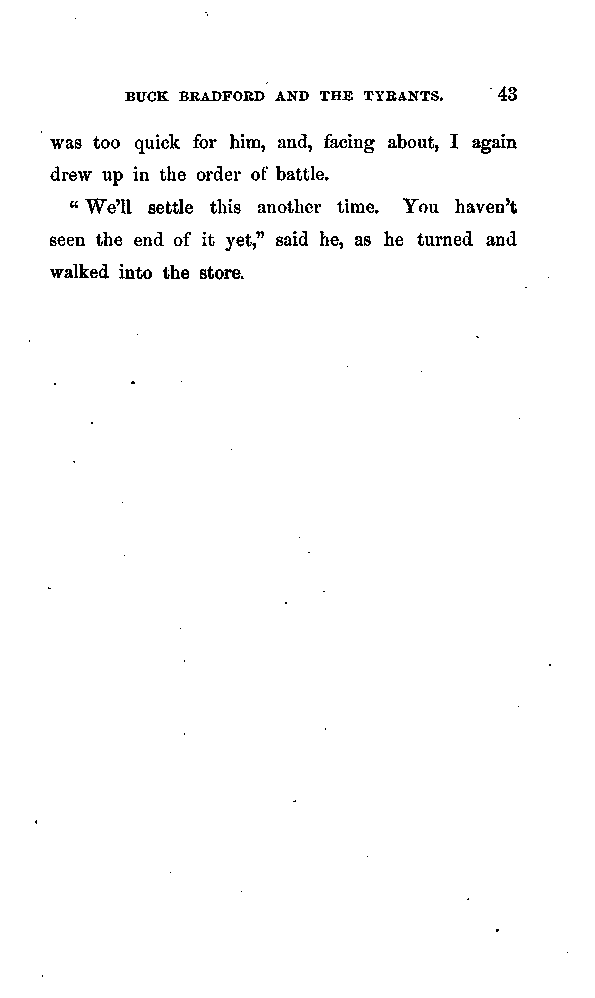 BUCK BRADFORD AND THE TYRANTS. 43
was too quick for him, and, facing about, I again
drew up in the order of battle.
“ We’ll settle this another time. You haven’t
seen the end of it yet,” said he, as he turned and
walked into the store.